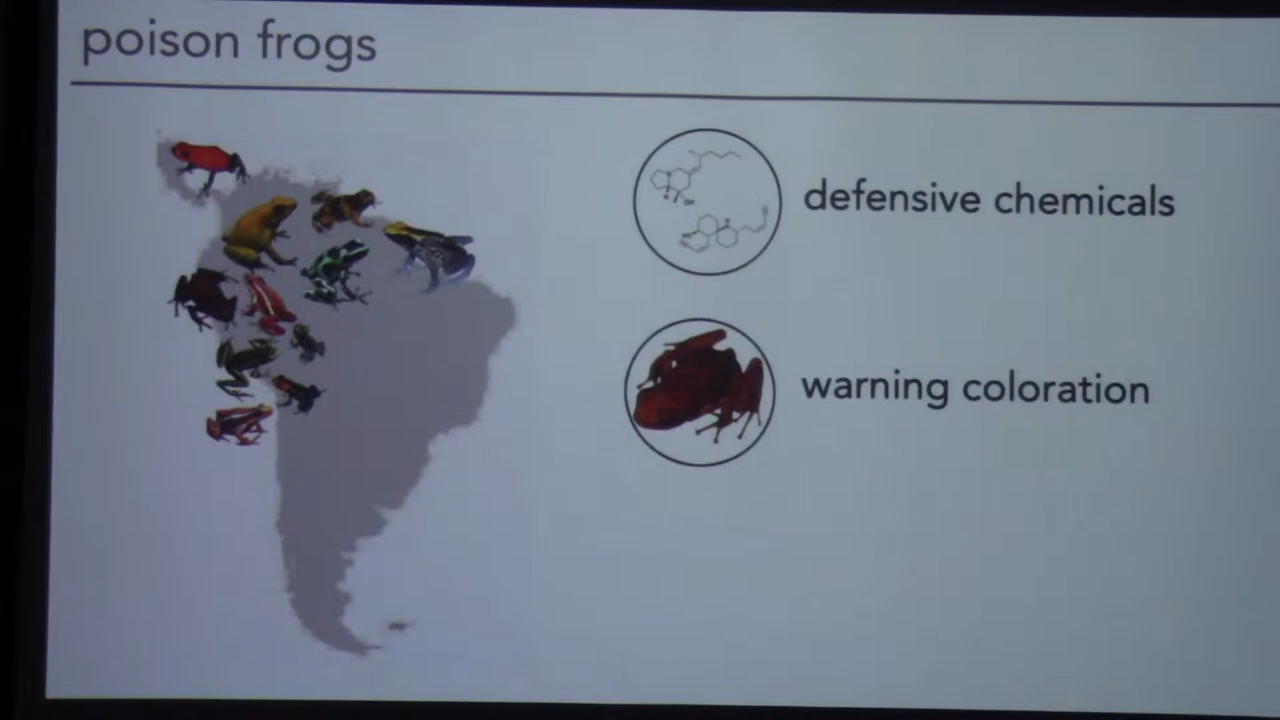 poison frogs
defensive chemicals
warning coloration